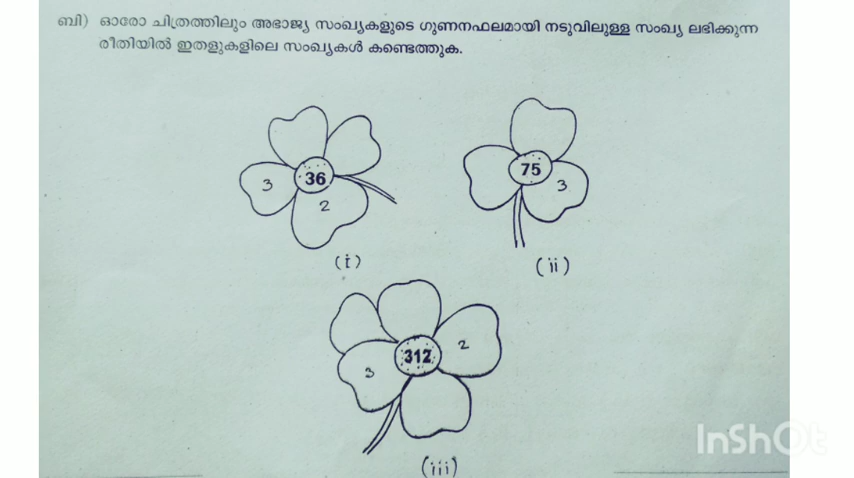 ബി) ഓരോ ചിത്രത്തിലും അഭാജ്യ സംഖ്യകളുടെ ഗുണനഫലമായി നടുവിലുള്ള സംഖ്യ ലഭിക്കുന്ന
രീതിയിൽ ഇതളുകളിലെ സംഖ്യകൾ കണ്ടെത്തുക.
3 36 2
(i)
75 3
(ii)
3 312 2
(iii)
InShOt